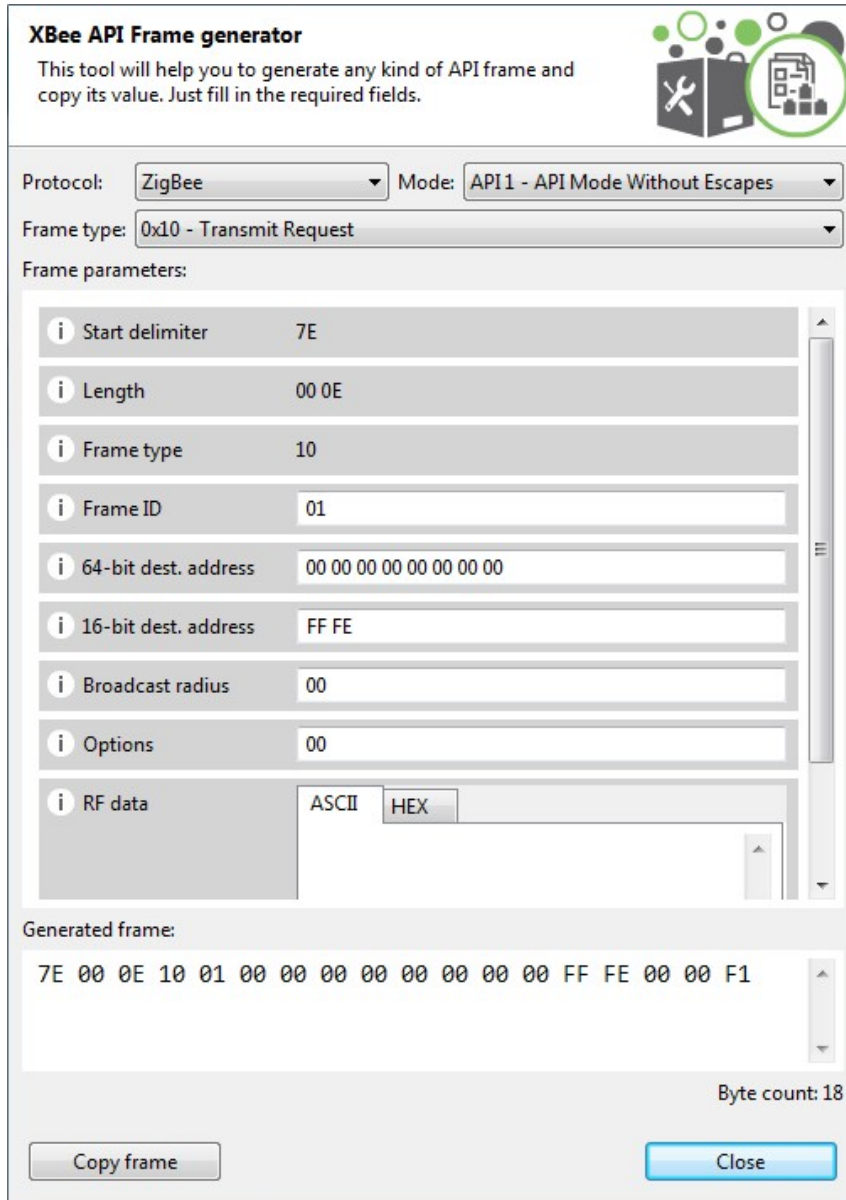 XBee API Frame generator
This tool will help you to generate any kind of API frame and
copy its value. Just fill in the required fields.
Protocol: ZigBee Mode: API 1 - API Mode Without Escapes
Frame type: 0x10 - Transmit Request
Frame parameters:
i Start delimiter 7E
i Length 00 0E
i Frame type 10
i Frame ID 01
i 64-bit dest. address 00 00 00 00 00 00 00 00
i 16-bit dest. address FF FE
i Broadcast radius 00
i Options 00
i RF data ASCII HEX
Generated frame:
7E 00 0E 10 01 00 00 00 00 00 00 00 00 FF FE 00 00 F1
Byte count: 18
Copy frame Close